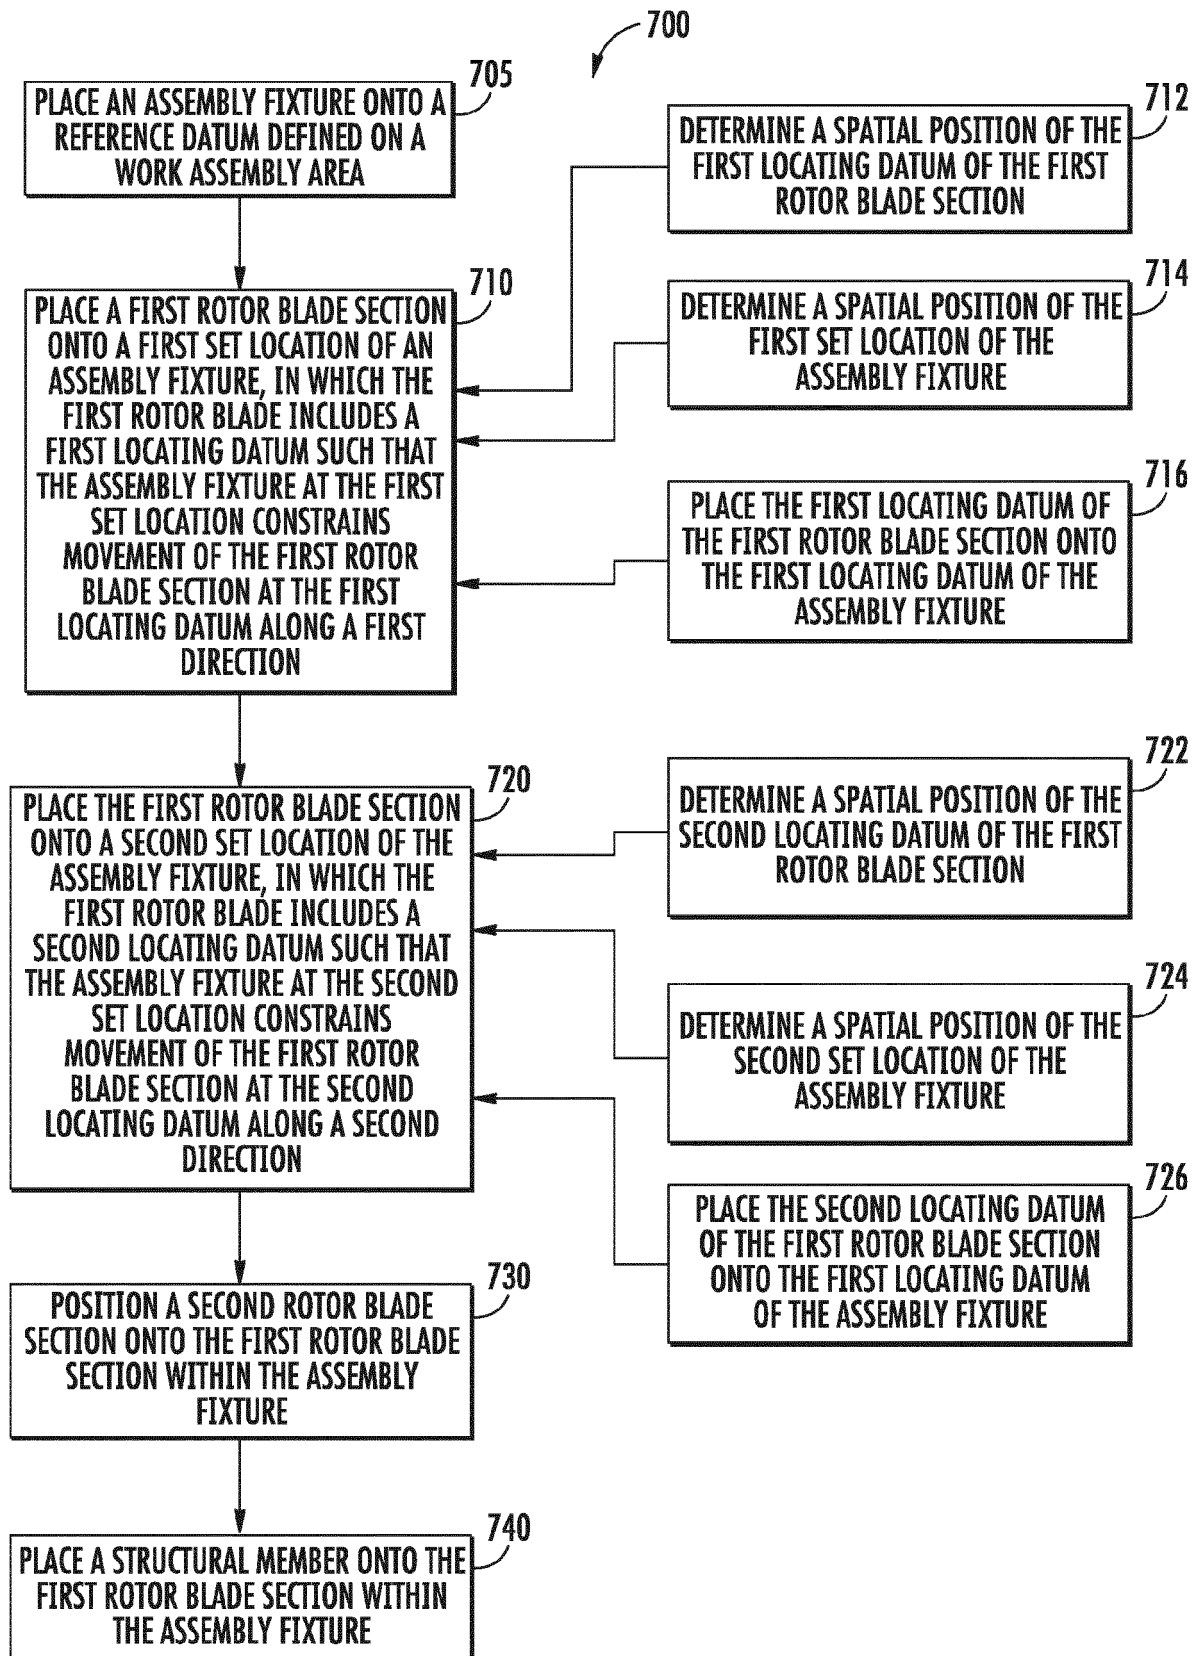 700
705
PLACE AN ASSEMBLY FIXTURE ONTO A
REFERENCE DATUM DEFINED ON A
WORK ASSEMBLY AREA
712
DETERMINE A SPATIAL POSITION OF THE
FIRST LOCATING DATUM OF THE FIRST
ROTOR BLADE SECTION
710
PLACE A FIRST ROTOR BLADE SECTION
ONTO A FIRST SET LOCATION OF AN
ASSEMBLY FIXTURE, IN WHICH THE
FIRST ROTOR BLADE INCLUDES A
FIRST LOCATING DATUM SUCH THAT
THE ASSEMBLY FIXTURE AT THE FIRST
SET LOCATION CONSTRAINS
MOVEMENT OF THE FIRST ROTOR
BLADE SECTION AT THE FIRST
LOCATING DATUM ALONG A FIRST
DIRECTION
714
DETERMINE A SPATIAL POSITION OF THE
FIRST SET LOCATION OF THE
ASSEMBLY FIXTURE
716
PLACE THE FIRST LOCATING DATUM OF
THE FIRST ROTOR BLADE SECTION ONTO
THE FIRST LOCATING DATUM OF THE
ASSEMBLY FIXTURE
720
PLACE THE FIRST ROTOR BLADE SECTION
ONTO A SECOND SET LOCATION OF THE
ASSEMBLY FIXTURE, IN WHICH THE
FIRST ROTOR BLADE INCLUDES A
SECOND LOCATING DATUM SUCH THAT
THE ASSEMBLY FIXTURE AT THE SECOND
SET LOCATION CONSTRAINS
MOVEMENT OF THE FIRST ROTOR
BLADE SECTION AT THE SECOND
LOCATING DATUM ALONG A SECOND
DIRECTION
722
DETERMINE A SPATIAL POSITION OF THE
SECOND LOCATING DATUM OF THE FIRST
ROTOR BLADE SECTION
724
DETERMINE A SPATIAL POSITION OF THE
SECOND SET LOCATION OF THE
ASSEMBLY FIXTURE
726
PLACE THE SECOND LOCATING DATUM
OF THE FIRST ROTOR BLADE SECTION
ONTO THE FIRST LOCATING DATUM
OF THE ASSEMBLY FIXTURE
730
POSITION A SECOND ROTOR BLADE
SECTION ONTO THE FIRST ROTOR BLADE
SECTION WITHIN THE ASSEMBLY
FIXTURE
740
PLACE A STRUCTURAL MEMBER ONTO THE
FIRST ROTOR BLADE SECTION WITHIN
THE ASSEMBLY FIXTURE